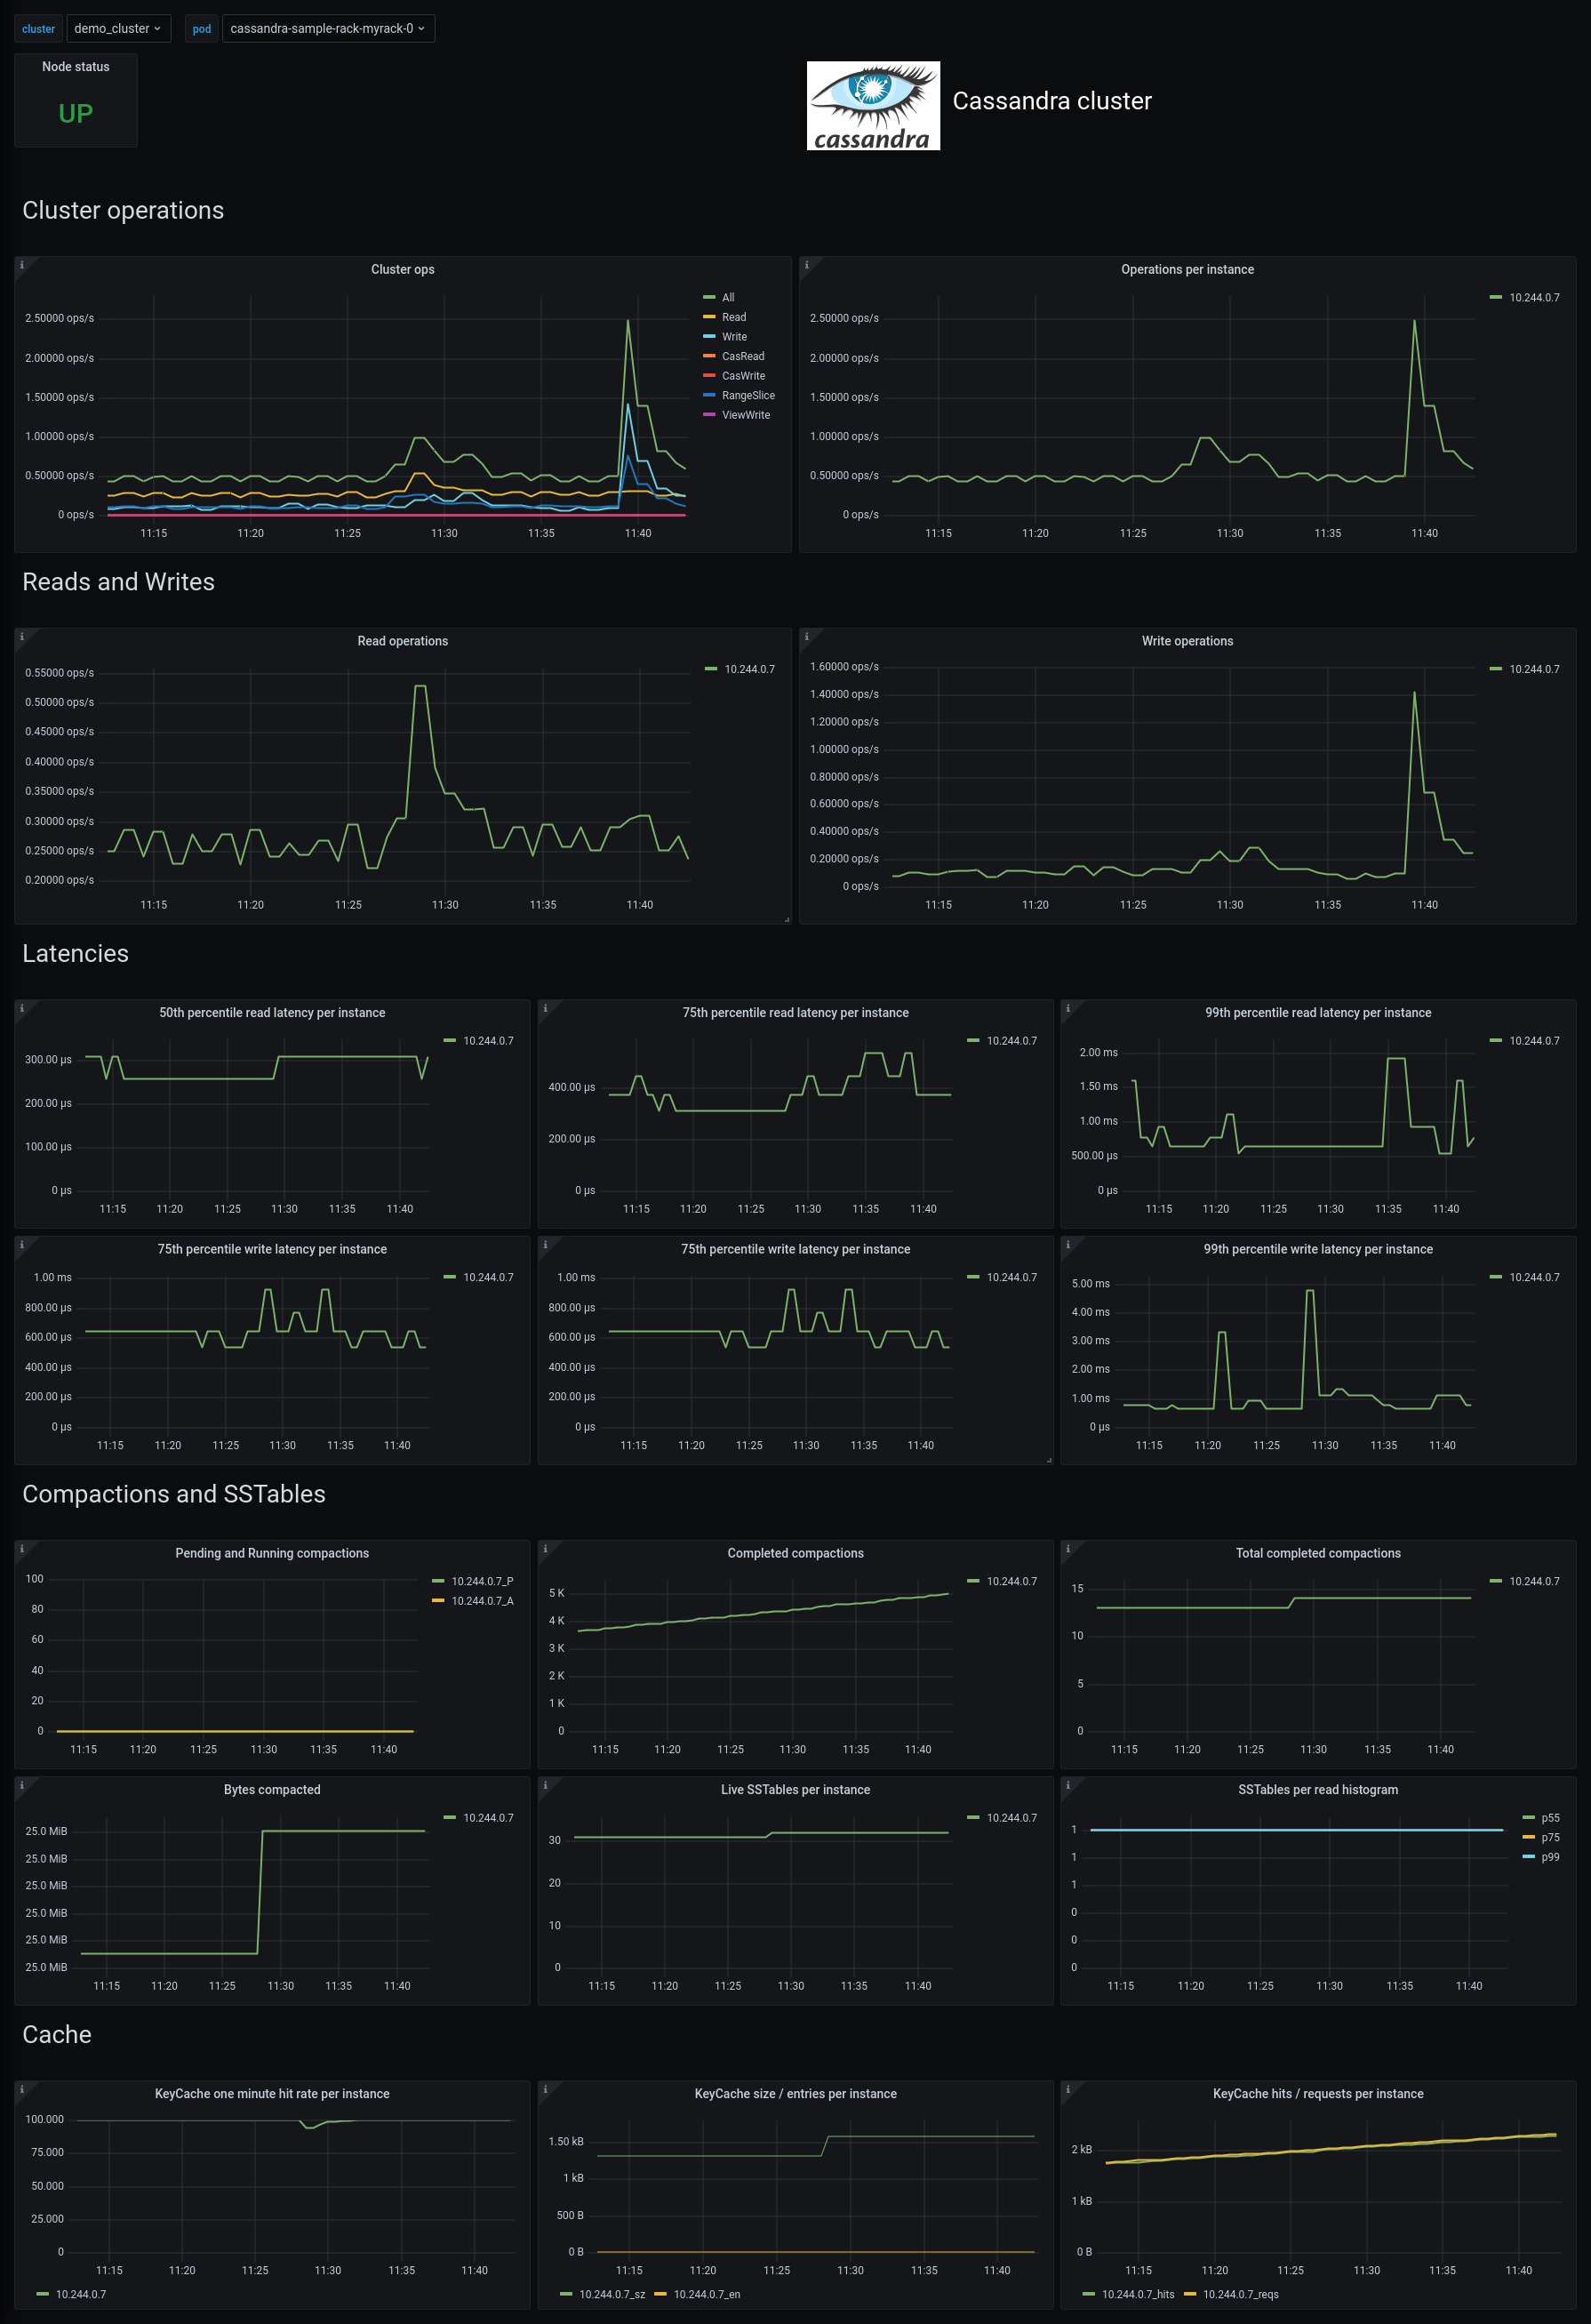 cluster demo_cluster pod cassandra-sample-rack-myrack-0
Node status
UP
cassandra
Cassandra cluster
Cluster operations
Cluster ops
2.50000 ops/s
2.00000 ops/s
1.50000 ops/s
1.00000 ops/s
0.50000 ops/s
0 ops/s
11:15 11:20 11:25 11:30 11:35 11:40
All
Read
Write
CasRead
CasWrite
RangeSlice
ViewWrite
Operations per instance
2.50000 ops/s
2.00000 ops/s
1.50000 ops/s
1.00000 ops/s
0.50000 ops/s
0 ops/s
11:15 11:20 11:25 11:30 11:35 11:40
10.244.0.7
Reads and Writes
Read operations
0.55000 ops/s
0.50000 ops/s
0.45000 ops/s
0.40000 ops/s
0.35000 ops/s
0.30000 ops/s
0.25000 ops/s
0.20000 ops/s
11:15 11:20 11:25 11:30 11:35 11:40
10.244.0.7
Write operations
1.60000 ops/s
1.40000 ops/s
1.20000 ops/s
1.00000 ops/s
0.80000 ops/s
0.60000 ops/s
0.40000 ops/s
0.20000 ops/s
0 ops/s
11:15 11:20 11:25 11:30 11:35 11:40
10.244.0.7
Latencies
50th percentile read latency per instance
300.00 µs
200.00 µs
100.00 µs
0 µs
11:15 11:20 11:25 11:30 11:35 11:40
10.244.0.7
75th percentile read latency per instance
400.00 µs
200.00 µs
0 µs
11:15 11:20 11:25 11:30 11:35 11:40
10.244.0.7
99th percentile read latency per instance
2.00 ms
1.50 ms
1.00 ms
500.00 µs
0 µs
11:15 11:20 11:25 11:30 11:35 11:40
10.244.0.7
75th percentile write latency per instance
1.00 ms
800.00 µs
600.00 µs
400.00 µs
200.00 µs
0 µs
11:15 11:20 11:25 11:30 11:35 11:40
10.244.0.7
75th percentile write latency per instance
1.00 ms
800.00 µs
600.00 µs
400.00 µs
200.00 µs
0 µs
11:15 11:20 11:25 11:30 11:35 11:40
10.244.0.7
99th percentile write latency per instance
5.00 ms
4.00 ms
3.00 ms
2.00 ms
1.00 ms
0 µs
11:15 11:20 11:25 11:30 11:35 11:40
10.244.0.7
Compactions and SSTables
Pending and Running compactions
100
80
60
40
20
0
11:15 11:20 11:25 11:30 11:35 11:40
10.244.0.7_P
10.244.0.7_A
Completed compactions
5 K
4 K
3 K
2 K
1 K
0
11:15 11:20 11:25 11:30 11:35 11:40
10.244.0.7
Total completed compactions
15
10
5
0
11:15 11:20 11:25 11:30 11:35 11:40
10.244.0.7
Bytes compacted
25.0 MiB
25.0 MiB
25.0 MiB
25.0 MiB
25.0 MiB
25.0 MiB
11:15 11:20 11:25 11:30 11:35 11:40
10.244.0.7
Live SSTables per instance
30
20
10
0
11:15 11:20 11:25 11:30 11:35 11:40
10.244.0.7
SSTables per read histogram
1
1
1
0
0
0
11:15 11:20 11:25 11:30 11:35 11:40
p55
p75
p99
Cache
KeyCache one minute hit rate per instance
100.000
75.000
50.000
25.000
0
11:15 11:20 11:25 11:30 11:35 11:40
10.244.0.7
KeyCache size / entries per instance
1.50 kB
1 kB
500 B
0 B
11:15 11:20 11:25 11:30 11:35 11:40
10.244.0.7_sz 10.244.0.7_en
KeyCache hits / requests per instance
2 kB
1 kB
0 B
11:15 11:20 11:25 11:30 11:35 11:40
10.244.0.7_hits 10.244.0.7_reqs